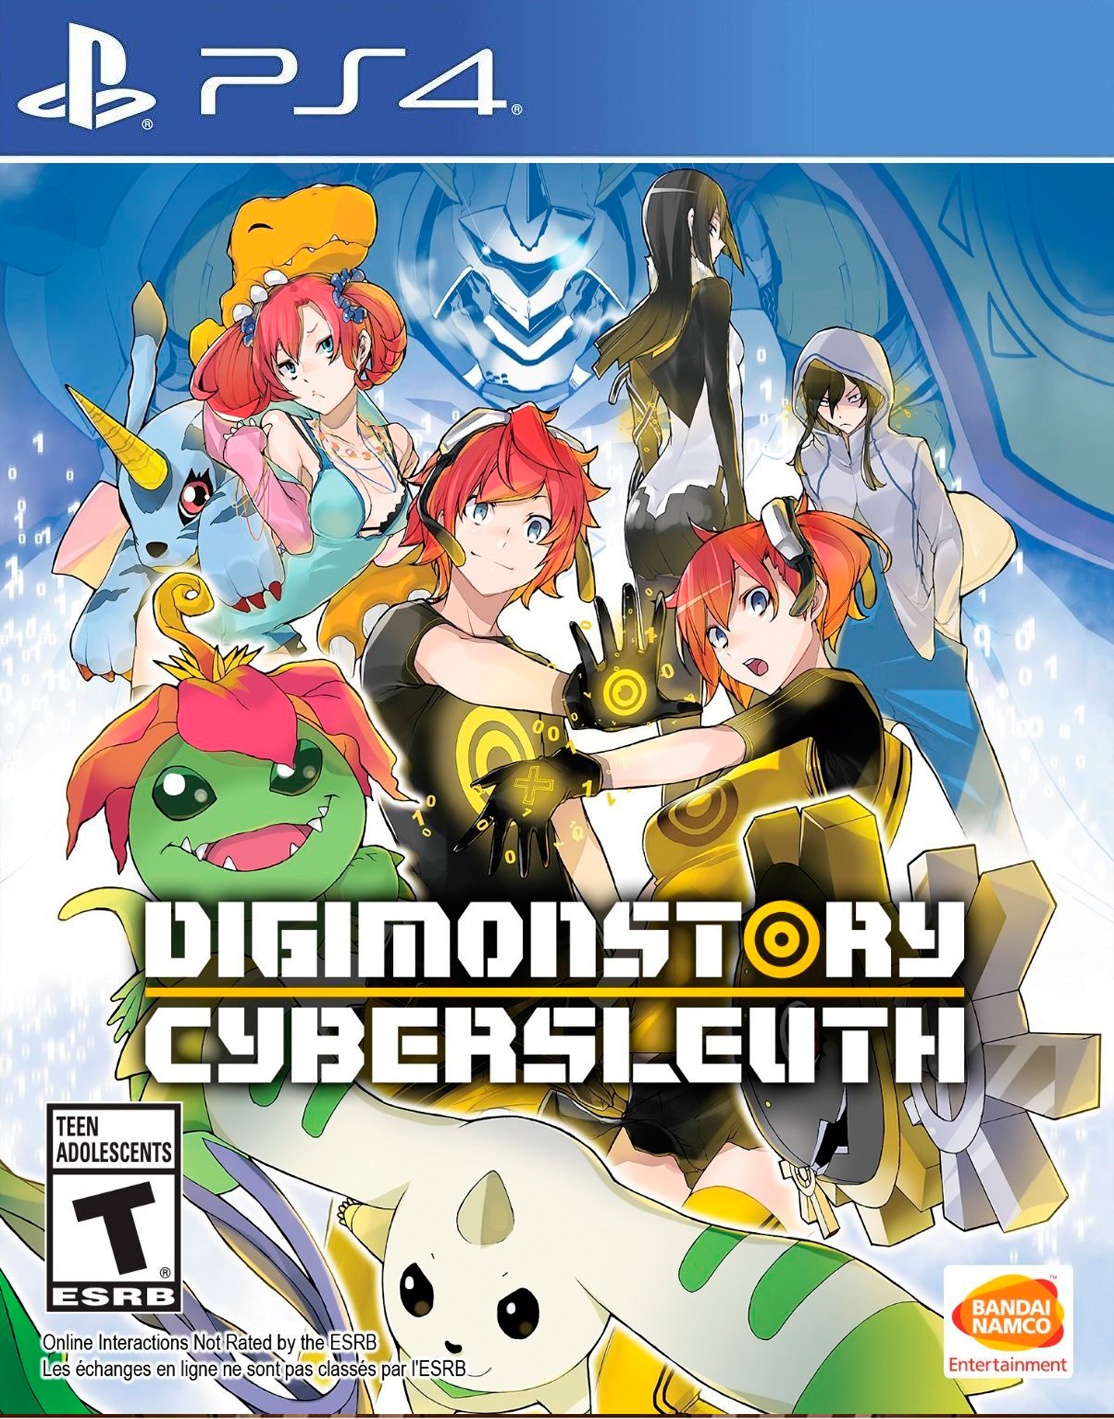 PS4
DIGIMONSTORY
CYBERSLEUTH
TEEN
ADOLESCENTS
T
ESRB
Online Interactions Not Rated by the ESRB
Les échanges en ligne ne sont pas classés par l'ESRB
BANDAI
NAMCO
Entertainment